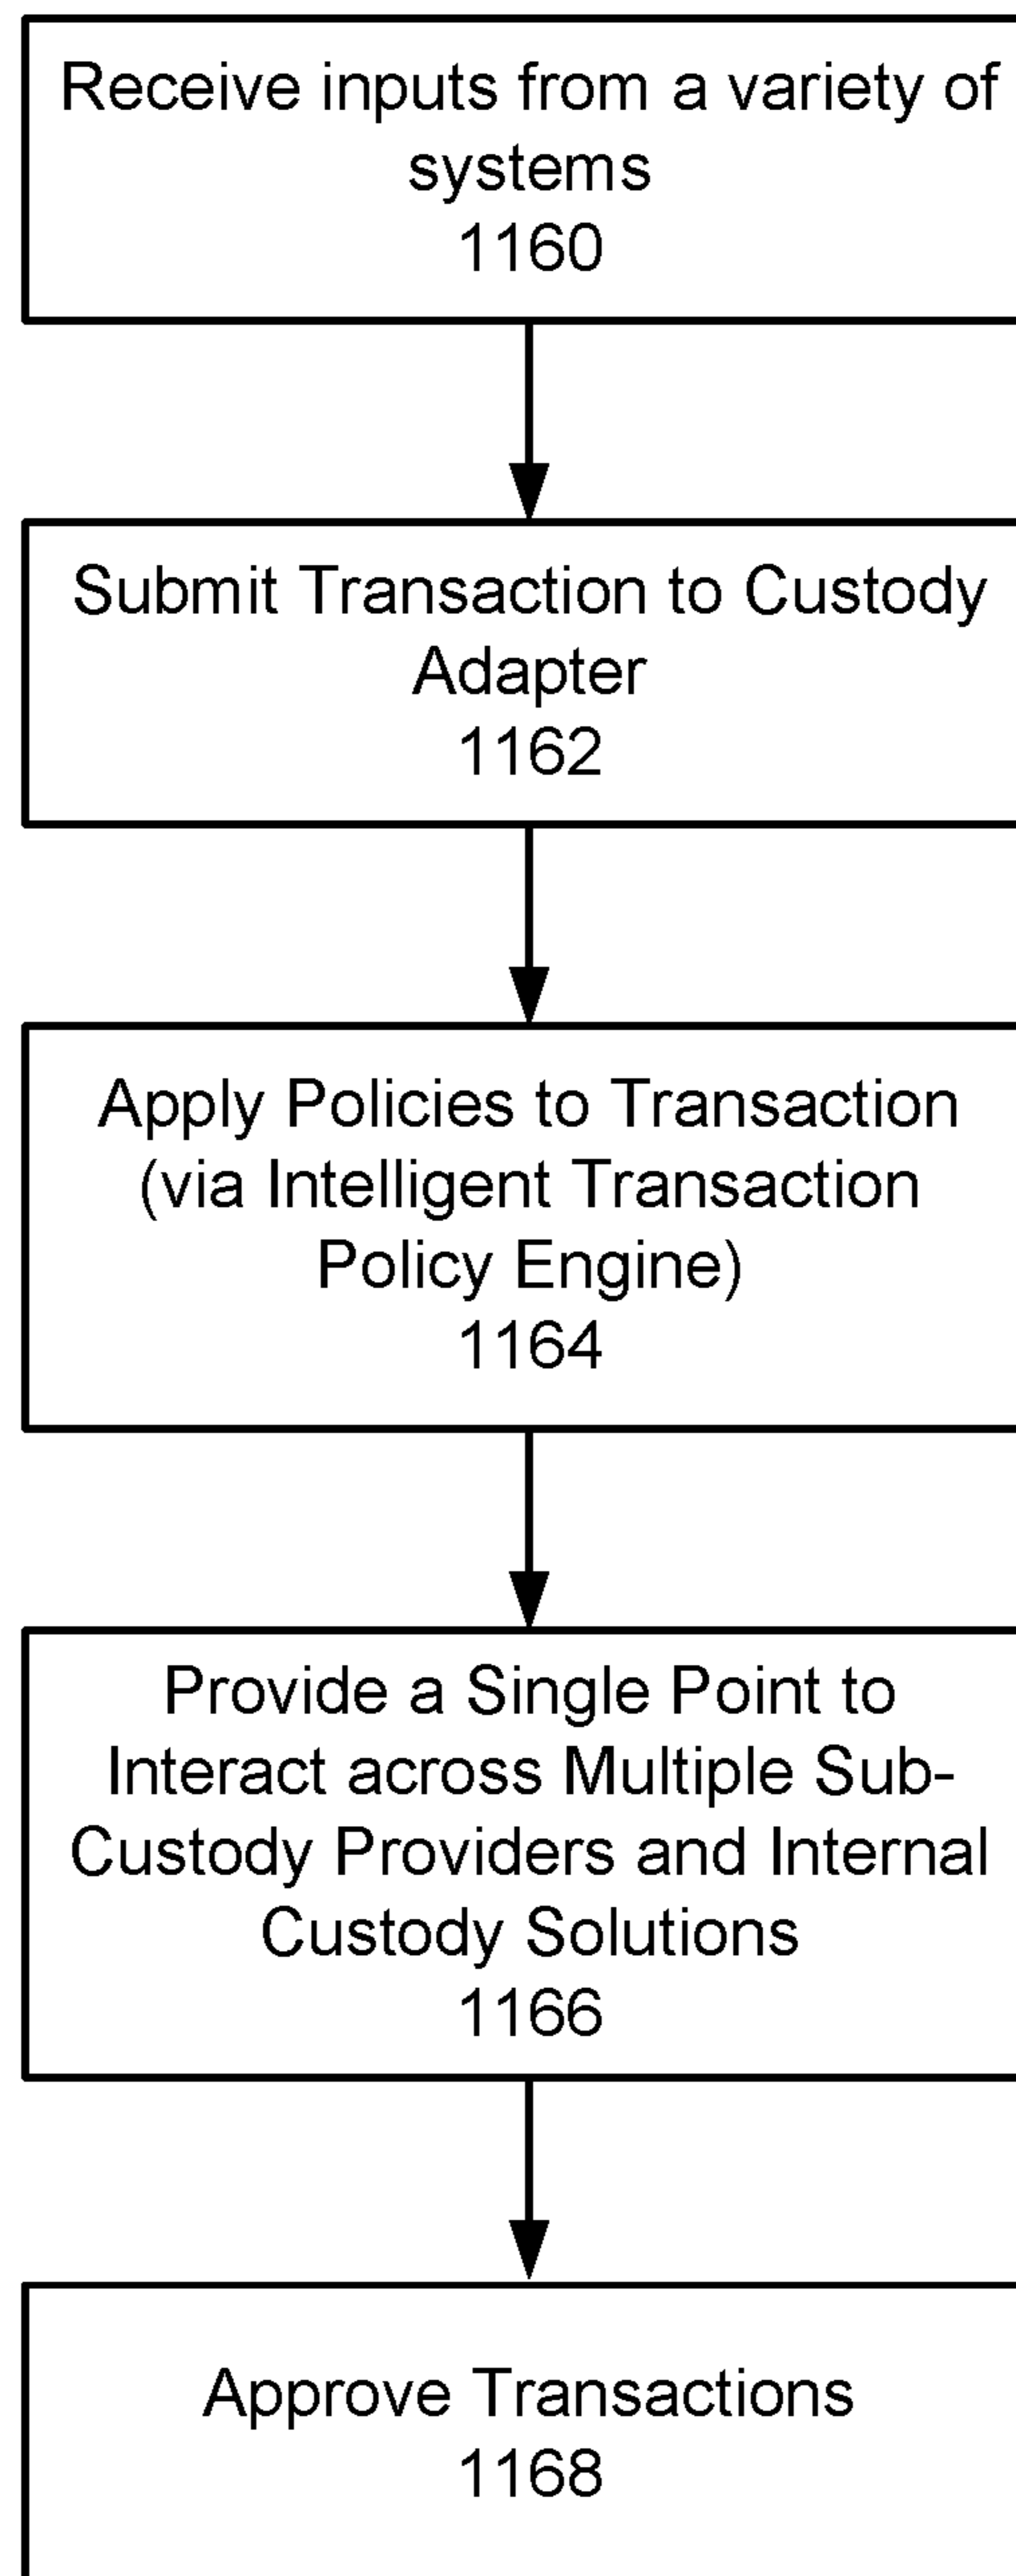 Receive inputs from a variety of
systems
1160
Submit Transaction to Custody
Adapter
1162
Apply Policies to Transaction
(via Intelligent Transaction
Policy Engine)
1164
Provide a Single Point to
Interact across Multiple Sub-
Custody Providers and Internal
Custody Solutions
1166
Approve Transactions
1168